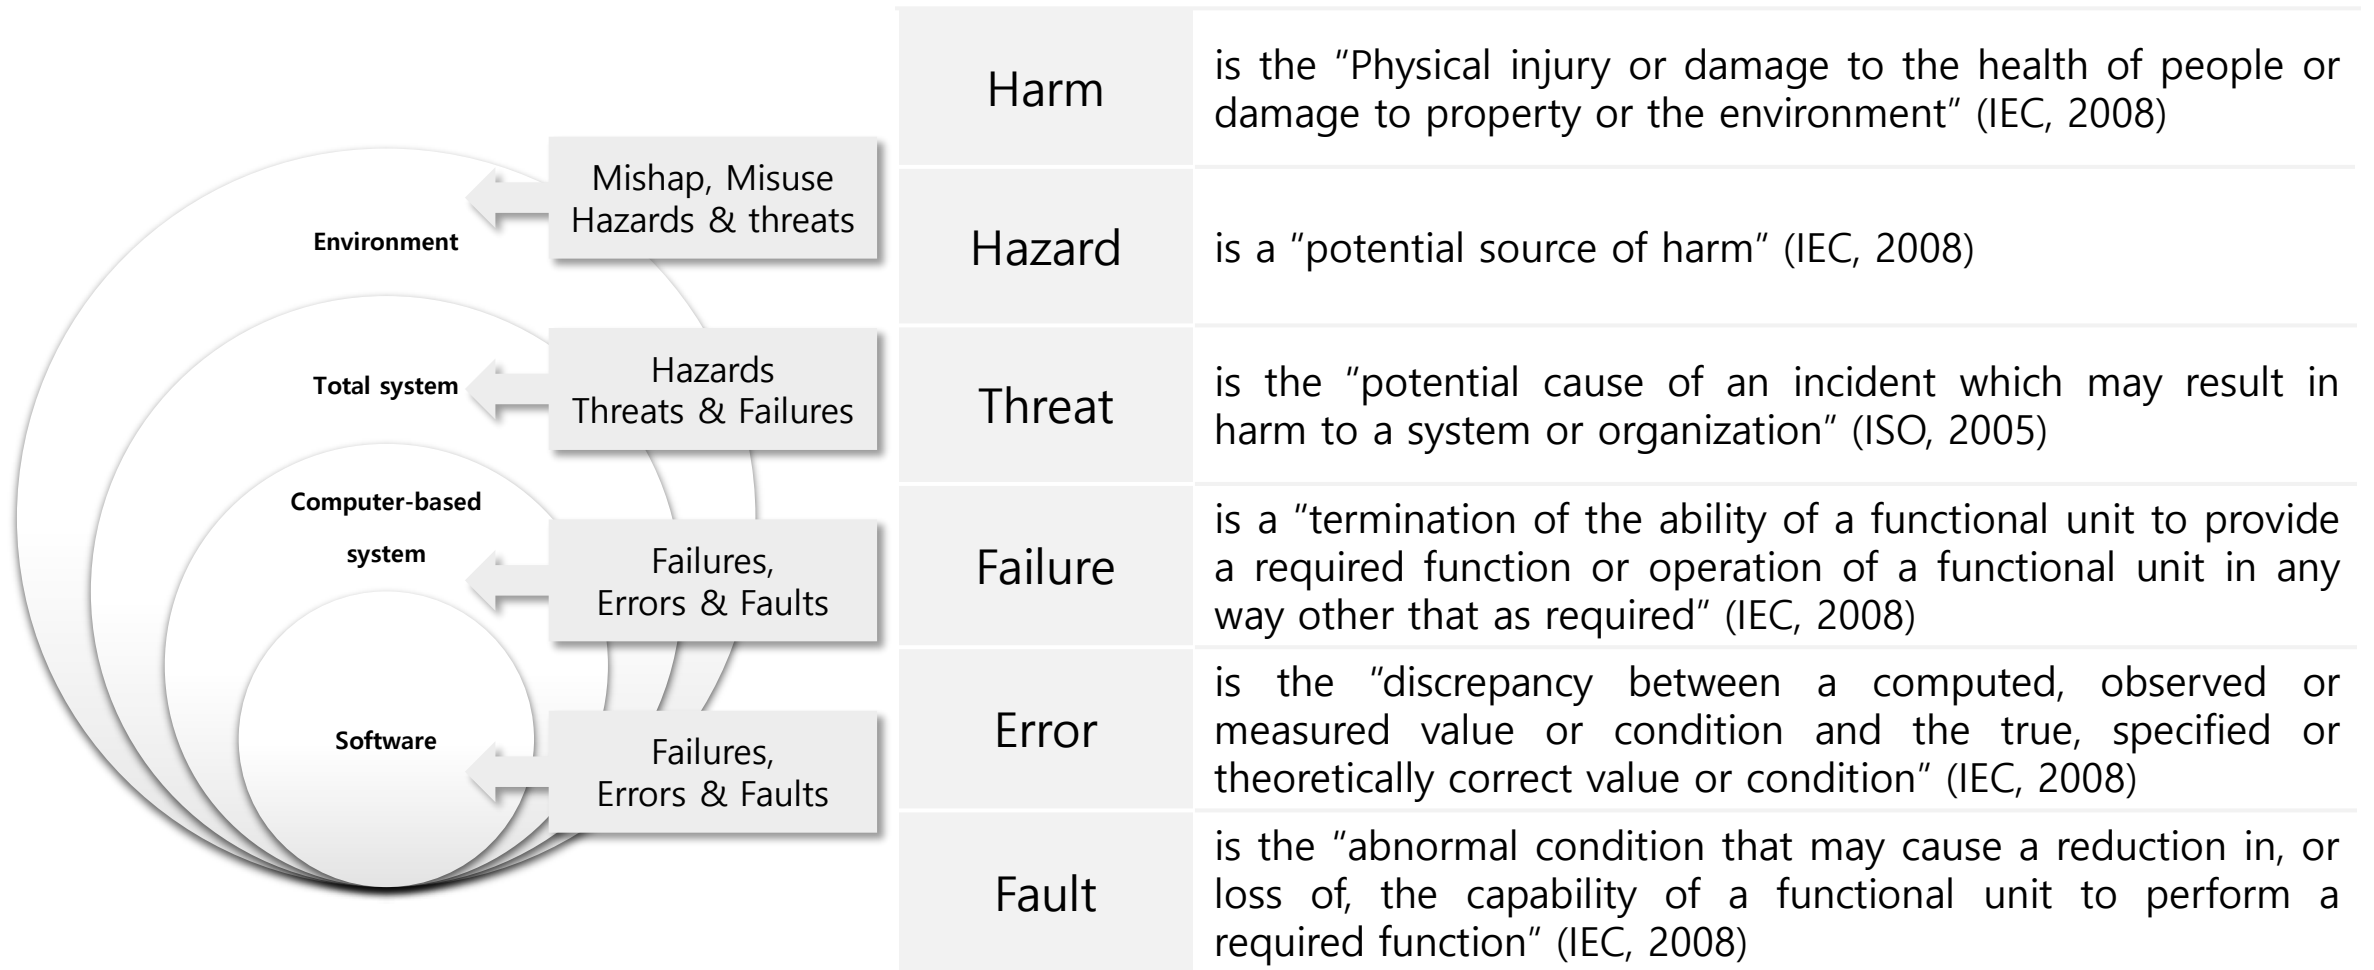 Environment
Total system
Computer-based
system
Software
Mishap, Misuse
Hazards & threats
Hazards
Threats & Failures
Failures,
Errors & Faults
Failures,
Errors & Faults
Harm
is the “Physical injury or damage to the health of people or
damage to property or the environment” (IEC, 2008)
Hazard
is a “potential source of harm” (IEC, 2008)
Threat
is the “potential cause of an incident which may result in
harm to a system or organization” (ISO, 2005)
Failure
is a “termination of the ability of a functional unit to provide
a required function or operation of a functional unit in any
way other that as required” (IEC, 2008)
Error
is the “discrepancy between a computed, observed or
measured value or condition and the true, specified or
theoretically correct value or condition” (IEC, 2008)
Fault
is the “abnormal condition that may cause a reduction in, or
loss of, the capability of a functional unit to perform a
required function” (IEC, 2008)